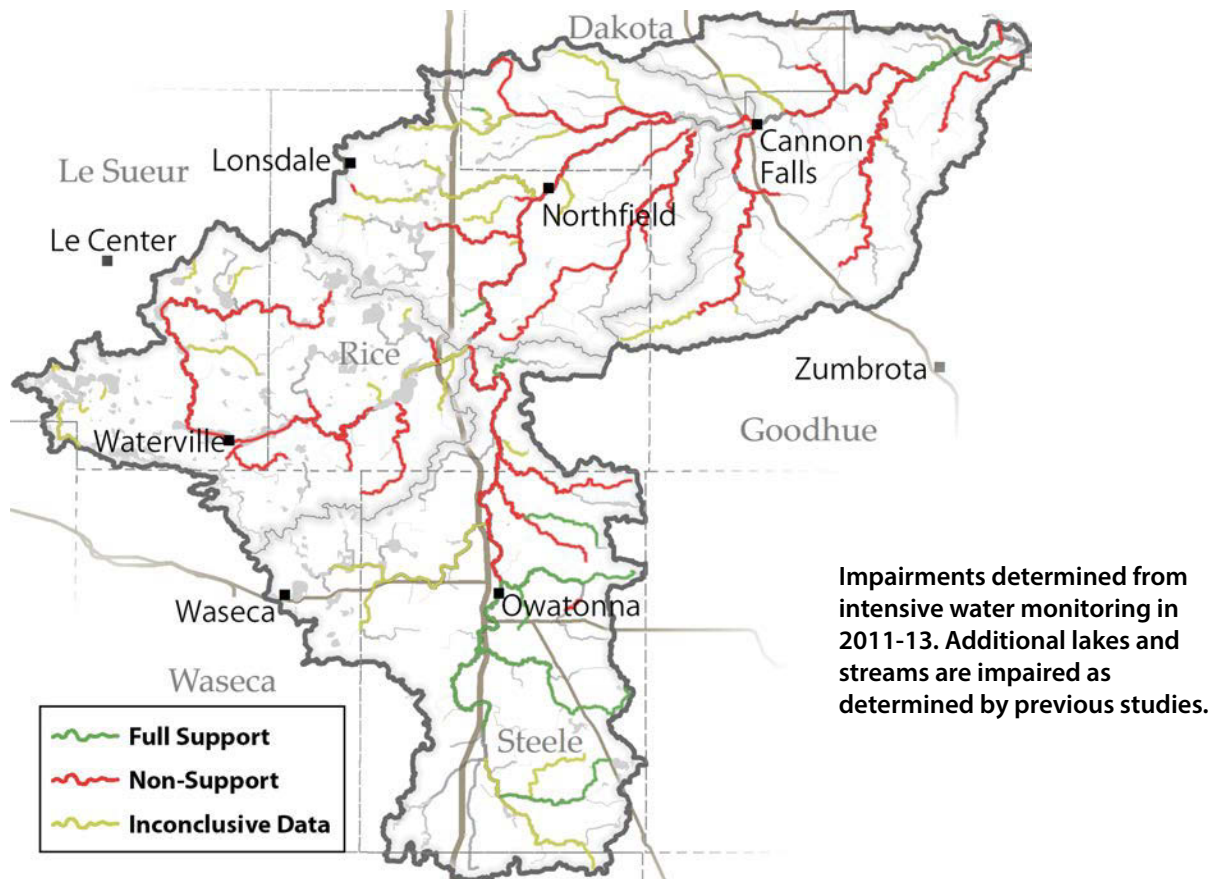 Dakota
Lonsdale
Le Sueur
Cannon
Falls
Northfield
Le Center
Rice
Zumbrota
Goodhue
Waterville
Waseca
Owatonna
Waseca
Steele
Full Support
Non-Support
Inconclusive Data
Impairments determined from
intensive water monitoring in
2011-13. Additional lakes and
streams are impaired as
determined by previous studies.